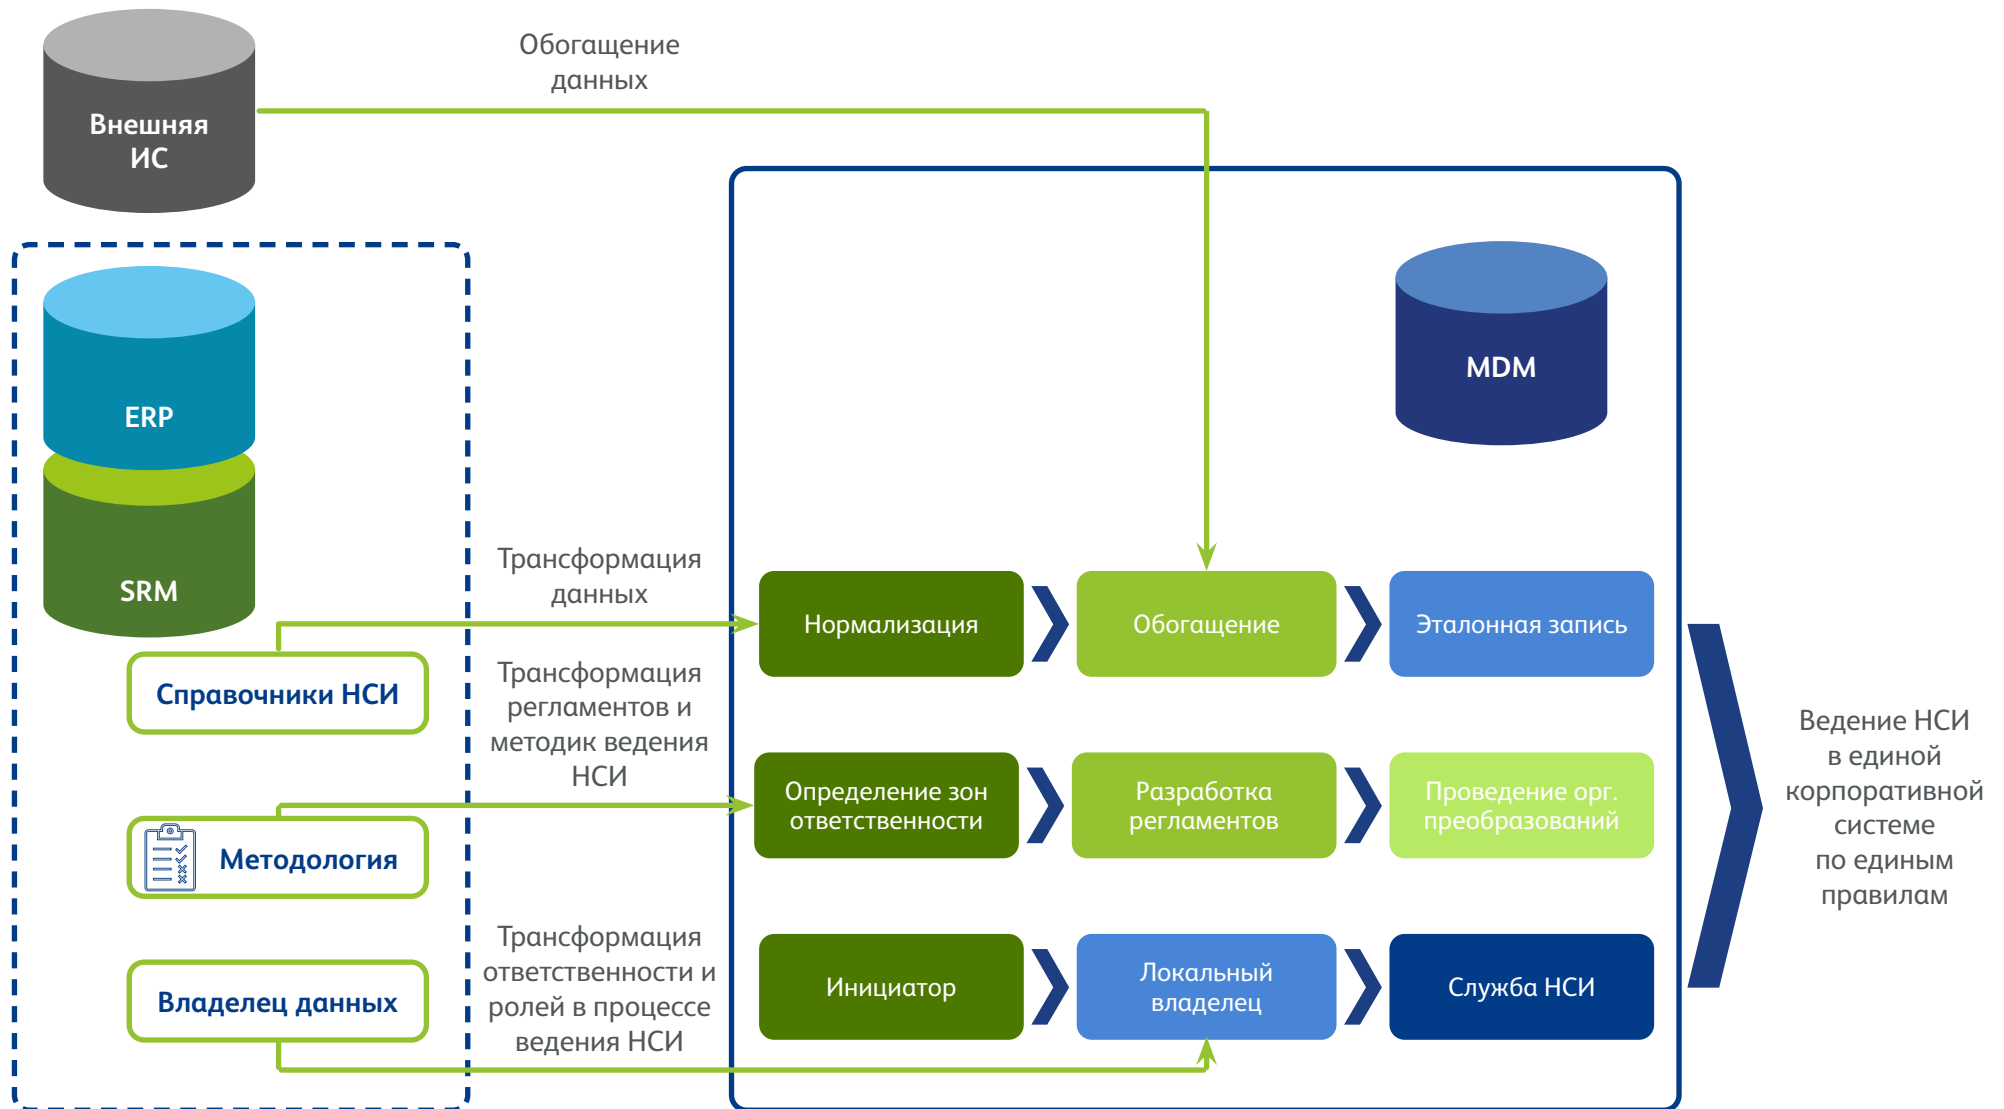 Обогащение
данных
Внешняя
ИС
ERP
SRM
MDM
Трансформация
данных
Нормализация
Обогащение
Эталонная запись
Справочники НСИ
Трансформация
регламентов и
методик ведения
НСИ
Определение зон
ответственности
Разработка
регламентов
Проведение орг.
преобразований
Методология
Ведение НСИ
в единой
корпоративной
системе
по единым
правилам
Трансформация
ответственности и
ролей в процессе
ведения НСИ
Владелец данных
Инициатор
Локальный
владелец
Служба НСИ